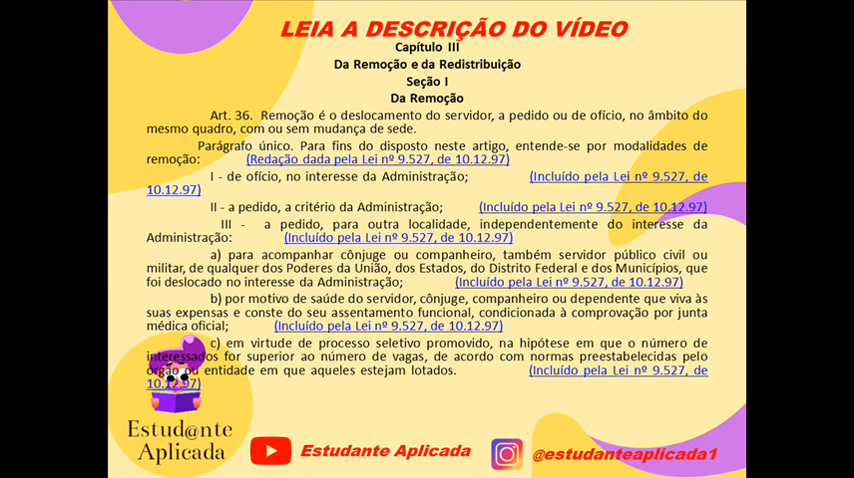 LEIA A DESCRIÇÃO DO VÍDEO
Capítulo III
Da Remoção e da Redistribuição
Seção I
Da Remoção
Art. 36. Remoção é o deslocamento do servidor, a pedido ou de ofício, no âmbito do
mesmo quadro, com ou sem mudança de sede.
Parágrafo único. Para fins do disposto neste artigo, entende-se por modalidades de
remoção: (Redação dada pela Lei nº 9.527, de 10.12.97)
I - de ofício, no interesse da Administração; (Incluído pela Lei nº 9.527, de
10.12.97)
II - a pedido, a critério da Administração; (Incluído pela Lei nº 9.527, de 10.12.97)
III - a pedido, para outra localidade, independentemente do interesse da
Administração: (Incluído pela Lei nº 9.527, de 10.12.97)
a) para acompanhar cônjuge ou companheiro, também servidor público civil ou
militar, de qualquer dos Poderes da União, dos Estados, do Distrito Federal e dos Municípios, que
foi deslocado no interesse da Administração; (Incluído pela Lei nº 9.527, de 10.12.97)
b) por motivo de saúde do servidor, cônjuge, companheiro ou dependente que viva às
suas expensas e conste do seu assentamento funcional, condicionada à comprovação por junta
médica oficial; (Incluído pela Lei nº 9.527, de 10.12.97)
c) em virtude de processo seletivo promovido, na hipótese em que o número de
interessados for superior ao número de vagas, de acordo com normas preestabelecidas pelo
órgão ou entidade em que aqueles estejam lotados. (Incluído pela Lei nº 9.527, de
10.12.97)
Estud@nte
Aplicada
Estudante Aplicada
@estudanteaplicada1